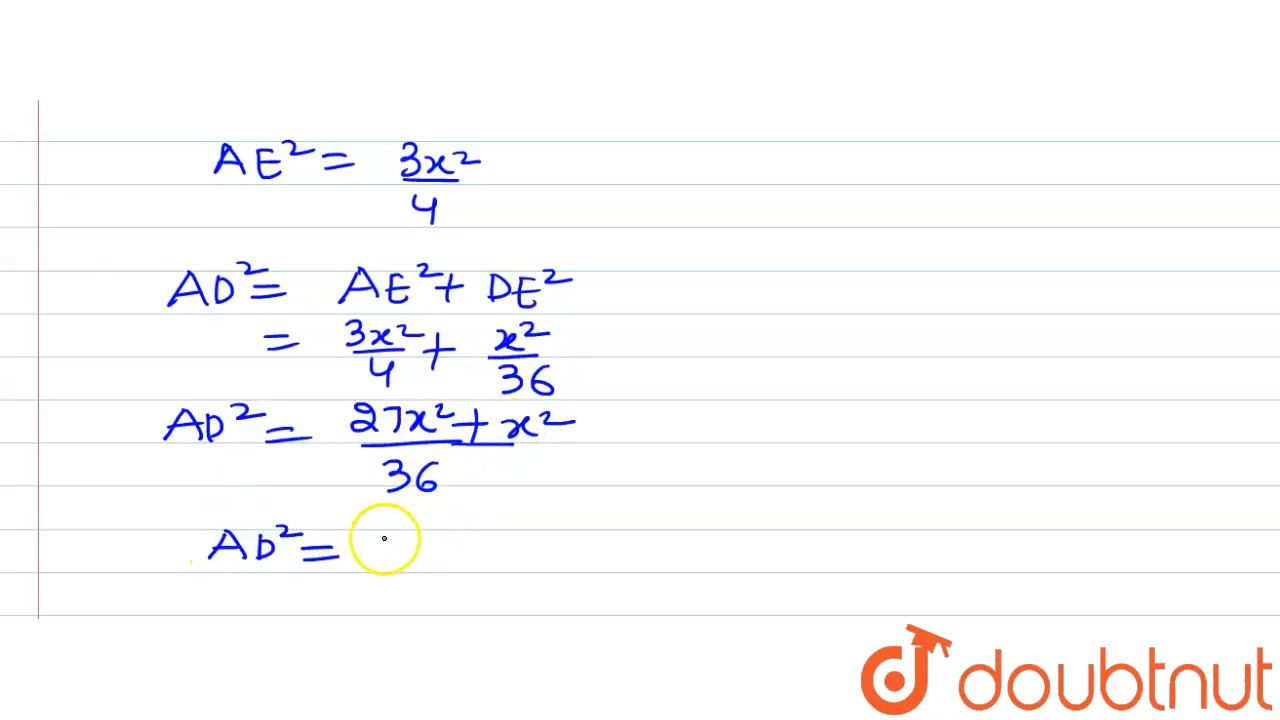 AE² = 3x²/4
AD² = AE² + DE²
= 3x²/4 + x²/36
AD² = 27x² + x²/36
AD² =
doubtnut